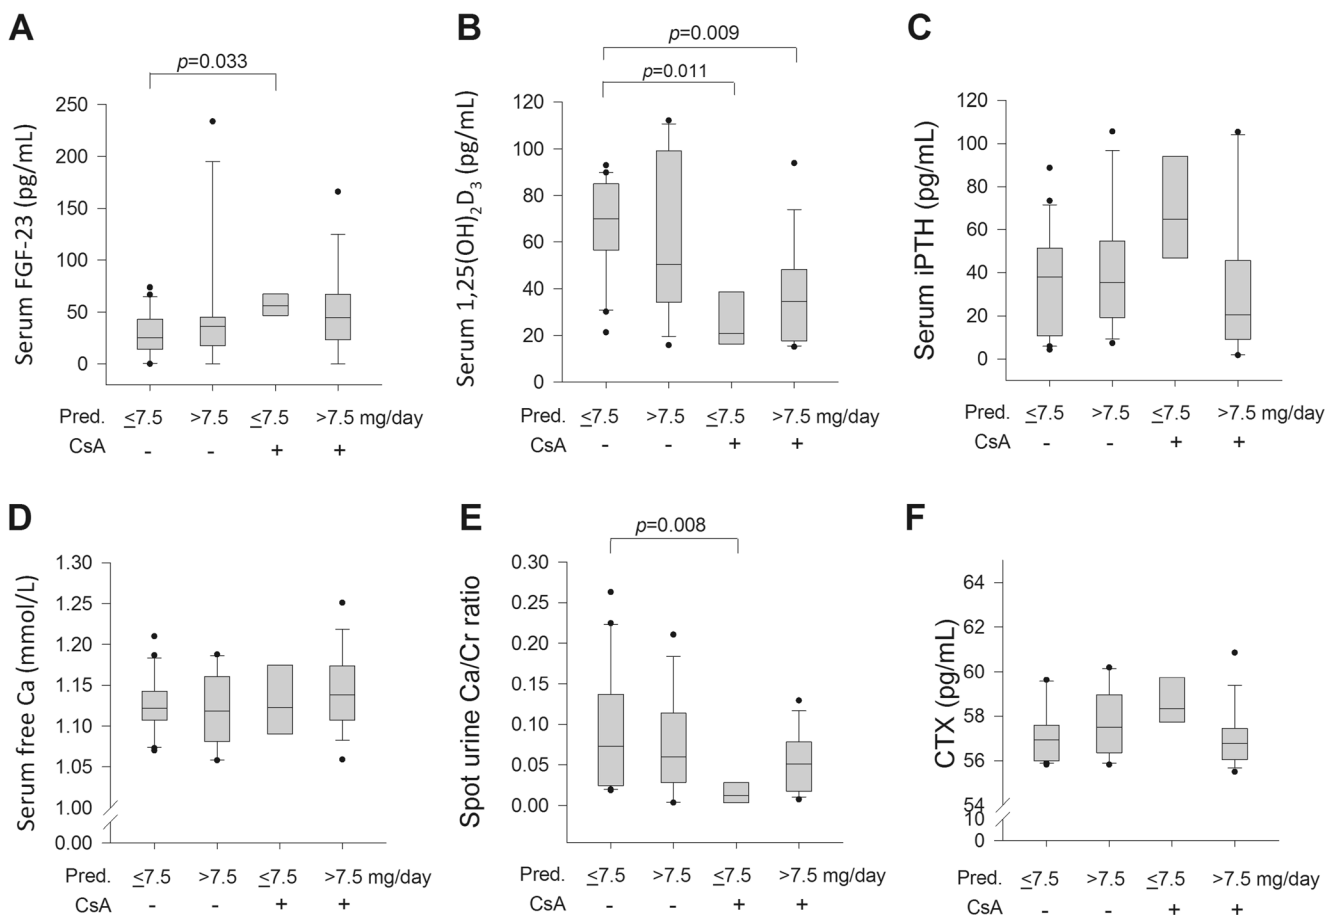 A
p=0.033
Serum FGF-23 (pg/mL)
250
200
150
100
50
0
Pred. ≤7.5 >7.5 ≤7.5 >7.5 mg/day
CsA - - + +
B
p=0.009
p=0.011
Serum 1,25(OH)2D3 (pg/mL)
120
100
80
60
40
20
0
Pred. ≤7.5 >7.5 ≤7.5 >7.5 mg/day
CsA - - + +
C
Serum iPTH (pg/mL)
120
100
80
60
40
20
0
Pred. ≤7.5 >7.5 ≤7.5 >7.5 mg/day
CsA - - + +
D
Serum free Ca (mmol/L)
1.30
1.25
1.20
1.15
1.10
1.05
1.00
0.00
Pred. ≤7.5 >7.5 ≤7.5 >7.5 mg/day
CsA - - + +
E
p=0.008
Spot urine Ca/Cr ratio
0.30
0.25
0.20
0.15
0.10
0.05
0.00
Pred. ≤7.5 >7.5 ≤7.5 >7.5 mg/day
CsA - - + +
F
CTX (pg/mL)
64
62
60
58
56
54
10
0
Pred. ≤7.5 >7.5 ≤7.5 >7.5 mg/day
CsA - - + +